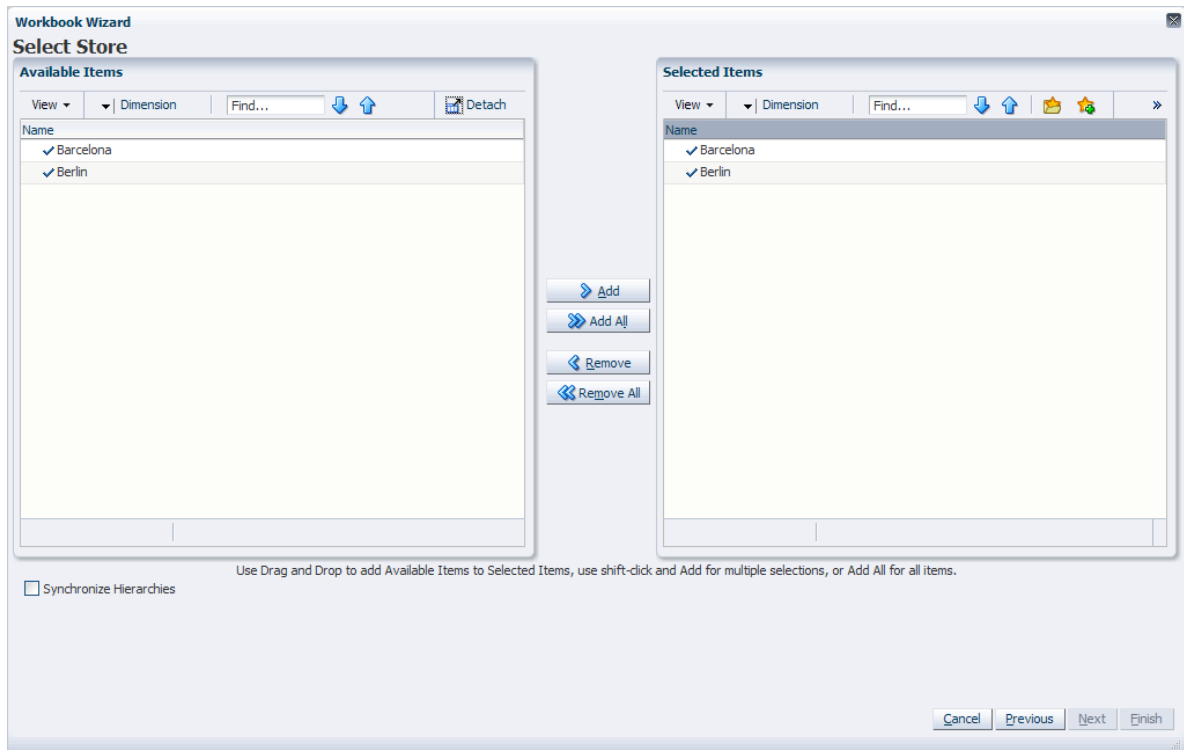 Workbook Wizard
Select Store
Available Items
View Dimension Find... Detach
Name
Barcelona
Berlin
Add
Add All
Remove
Remove All
Selected Items
View Dimension Find... »
Name
Barcelona
Berlin
Use Drag and Drop to add Available Items to Selected Items, use shift-click and Add for multiple selections, or Add All for all items.
Synchronize Hierarchies
Cancel Previous Next Finish